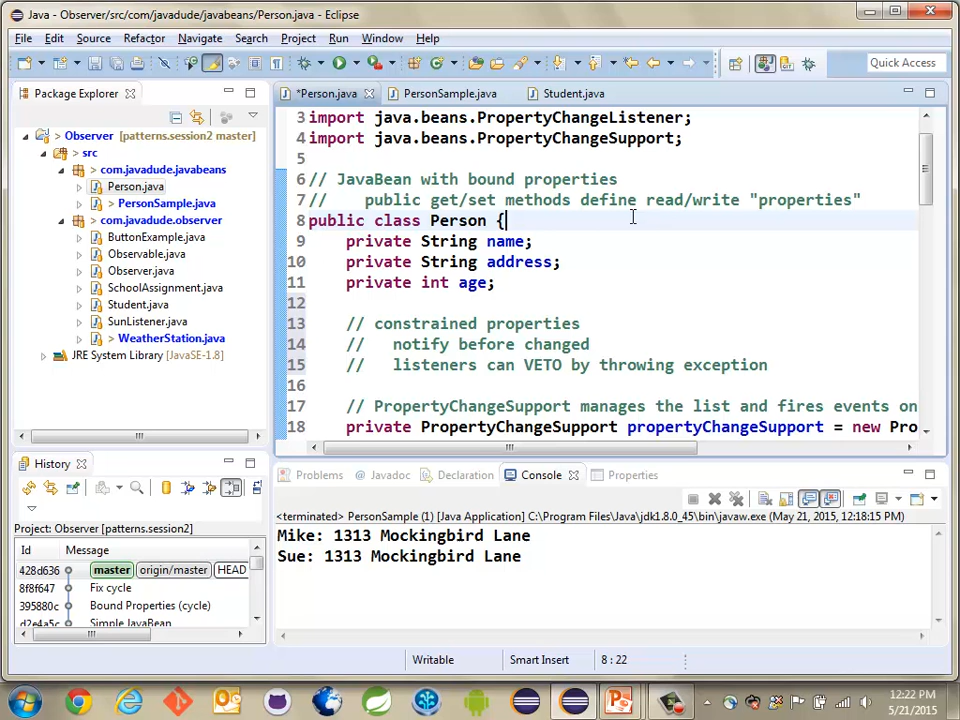 Java - Observer/src/com/javadude/javabeans/Person.java - Eclipse
File Edit Source Refactor Navigate Search Project Run Window Help
Quick Access
Package Explorer
> Observer [patterns.session2 master]
> src
> com.javadude.javabeans
Person.java
> PersonSample.java
> com.javadude.observer
ButtonExample.java
Observable.java
Observer.java
SchoolAssignment.java
Student.java
SunListener.java
> WeatherStation.java
JRE System Library [JavaSE-1.8]
*Person.java PersonSample.java Student.java
3 import java.beans.PropertyChangeListener;
4 import java.beans.PropertyChangeSupport;
5
6 // JavaBean with bound properties
7 // public get/set methods define read/write "properties"
8 public class Person {
9 private String name;
10 private String address;
11 private int age;
12
13 // constrained properties
14 // notify before changed
15 // listeners can VETO by throwing exception
16
17 // PropertyChangeSupport manages the list and fires events on
18 private PropertyChangeSupport propertyChangeSupport = new Pro
History
Project: Observer [patterns.session2]
Id Message
428d636 master origin/master HEAD
8f8f647 Fix cycle
395880c Bound Properties (cycle)
d2e4a5c Simple JavaBean
Problems @ Javadoc Declaration Console Properties
<terminated> PersonSample (1) [Java Application] C:\Program Files\Java\jdk1.8.0_45\bin\javaw.exe (May 21, 2015, 12:18:15 PM)
Mike: 1313 Mockingbird Lane
Sue: 1313 Mockingbird Lane
Writable Smart Insert 8 : 22
12:22 PM
5/21/2015